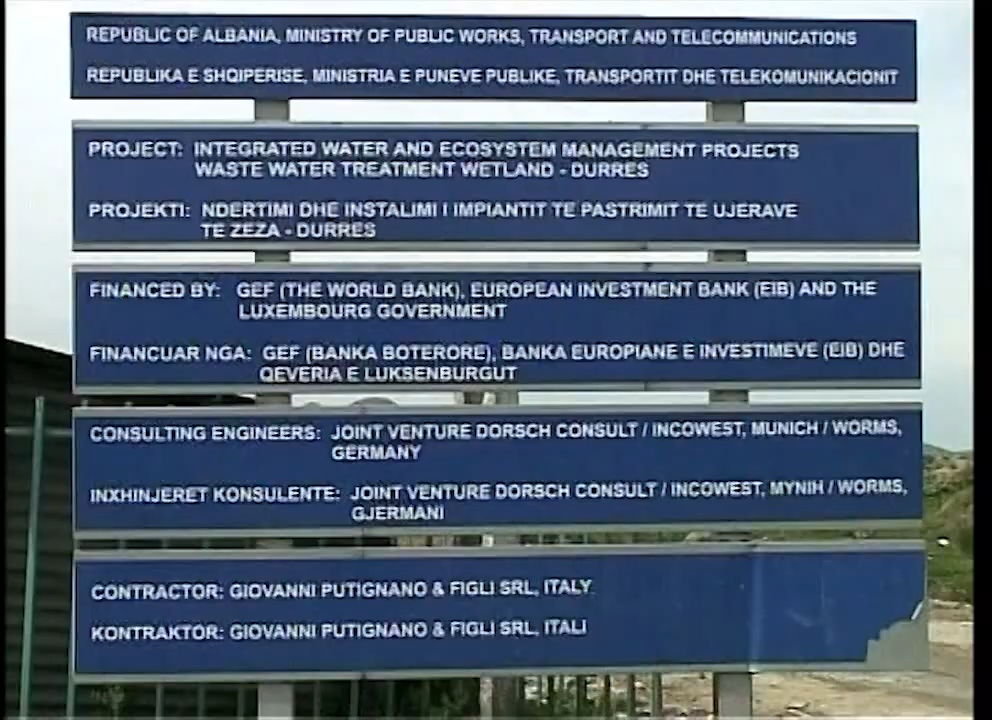 REPUBLIC OF ALBANIA, MINISTRY OF PUBLIC WORKS, TRANSPORT AND TELECOMMUNICATIONS
REPUBLIKA E SHQIPERISE, MINISTRIA E PUNEVE PUBLIKE, TRANSPORTIT DHE TELEKOMUNIKACIONIT
PROJECT: INTEGRATED WATER AND ECOSYSTEM MANAGEMENT PROJECTS
WASTE WATER TREATMENT WETLAND - DURRES
PROJEKTI: NDERTIMI DHE INSTALIMI I IMPIANTIT TE PASTRIMIT TE UJERAVE
TE ZEZA - DURRES
FINANCED BY: GEF (THE WORLD BANK), EUROPEAN INVESTMENT BANK (EIB) AND THE
LUXEMBOURG GOVERNMENT
FINANCUAR NGA: GEF (BANKA BOTERORE), BANKA EUROPIANE E INVESTIMEVE (EIB) DHE
QEVERIA E LUKSENBURGUT
CONSULTING ENGINEERS: JOINT VENTURE DORSCH CONSULT / INCOWEST, MUNICH / WORMS,
GERMANY
INXHINJERET KONSULENTE: JOINT VENTURE DORSCH CONSULT / INCOWEST, MYNIH / WORMS,
GJERMANI
CONTRACTOR: GIOVANNI PUTIGNANO & FIGLI SRL, ITALY
KONTRAKTOR: GIOVANNI PUTIGNANO & FIGLI SRL, ITALI